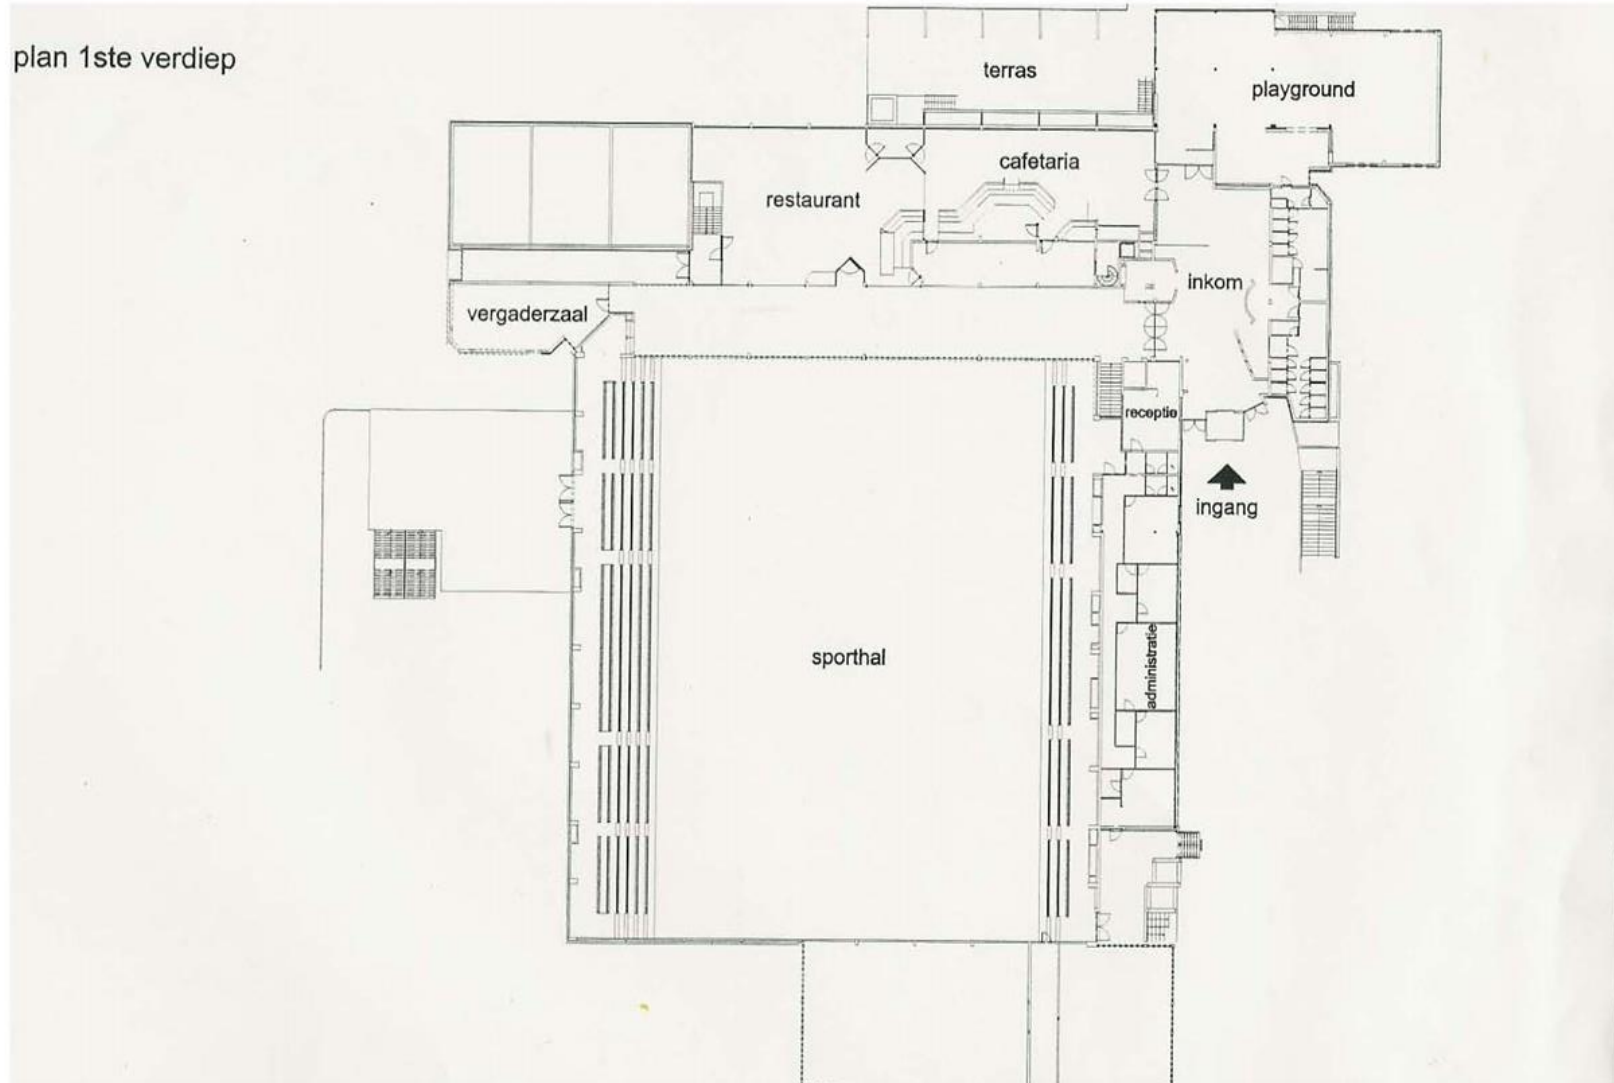 plan 1ste verdiep
terras
playground
cafetaria
restaurant
inkom
vergaderzaal
receptie
ingang
sporthal
administratie